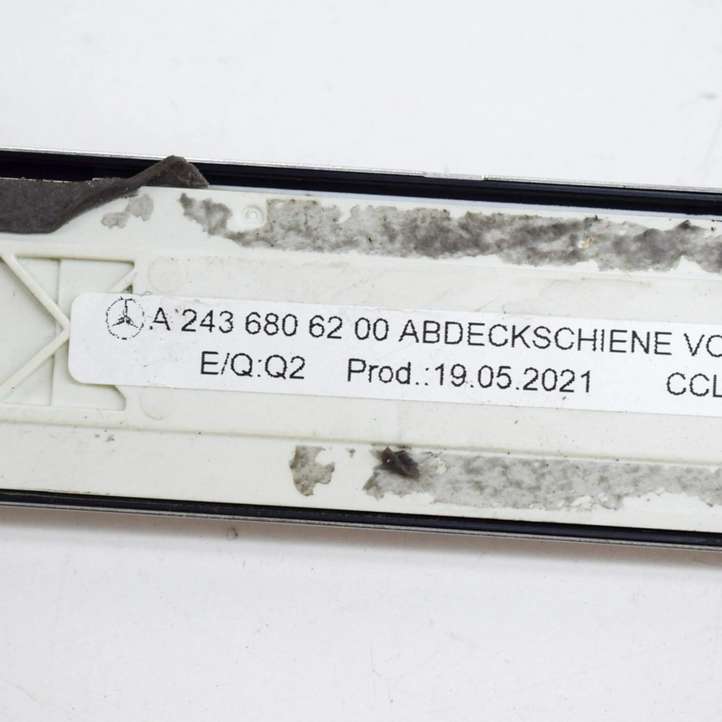 A 243 680 62 00 ABDECKSCHIENE VO
E/Q:Q2 Prod.:19.05.2021 CCL